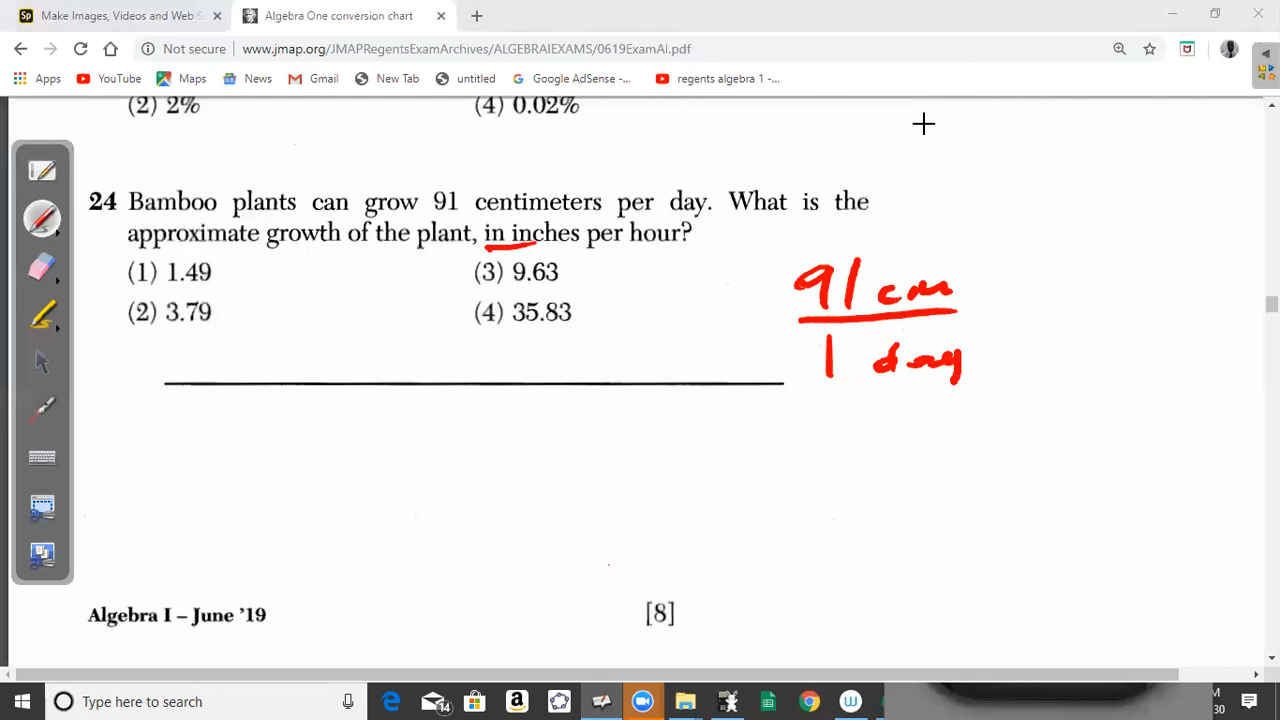 Make Images, Videos and Web S
Algebra One conversion chart
Not secure
www.jmap.org/JMAPRegentsExamArchives/ALGEBRAIEXAMS/0619ExamAI.pdf
Apps YouTube Maps News Gmail New Tab untitled Google AdSense -... regents algebra 1 -...
(2) 2% (4) 0.02%
24 Bamboo plants can grow 91 centimeters per day. What is the
approximate growth of the plant, in inches per hour?
(1) 1.49 (3) 9.63
(2) 3.79 (4) 35.83
91 cm
1 day
Algebra I – June ’19 [8]
Type here to search
14
M
30